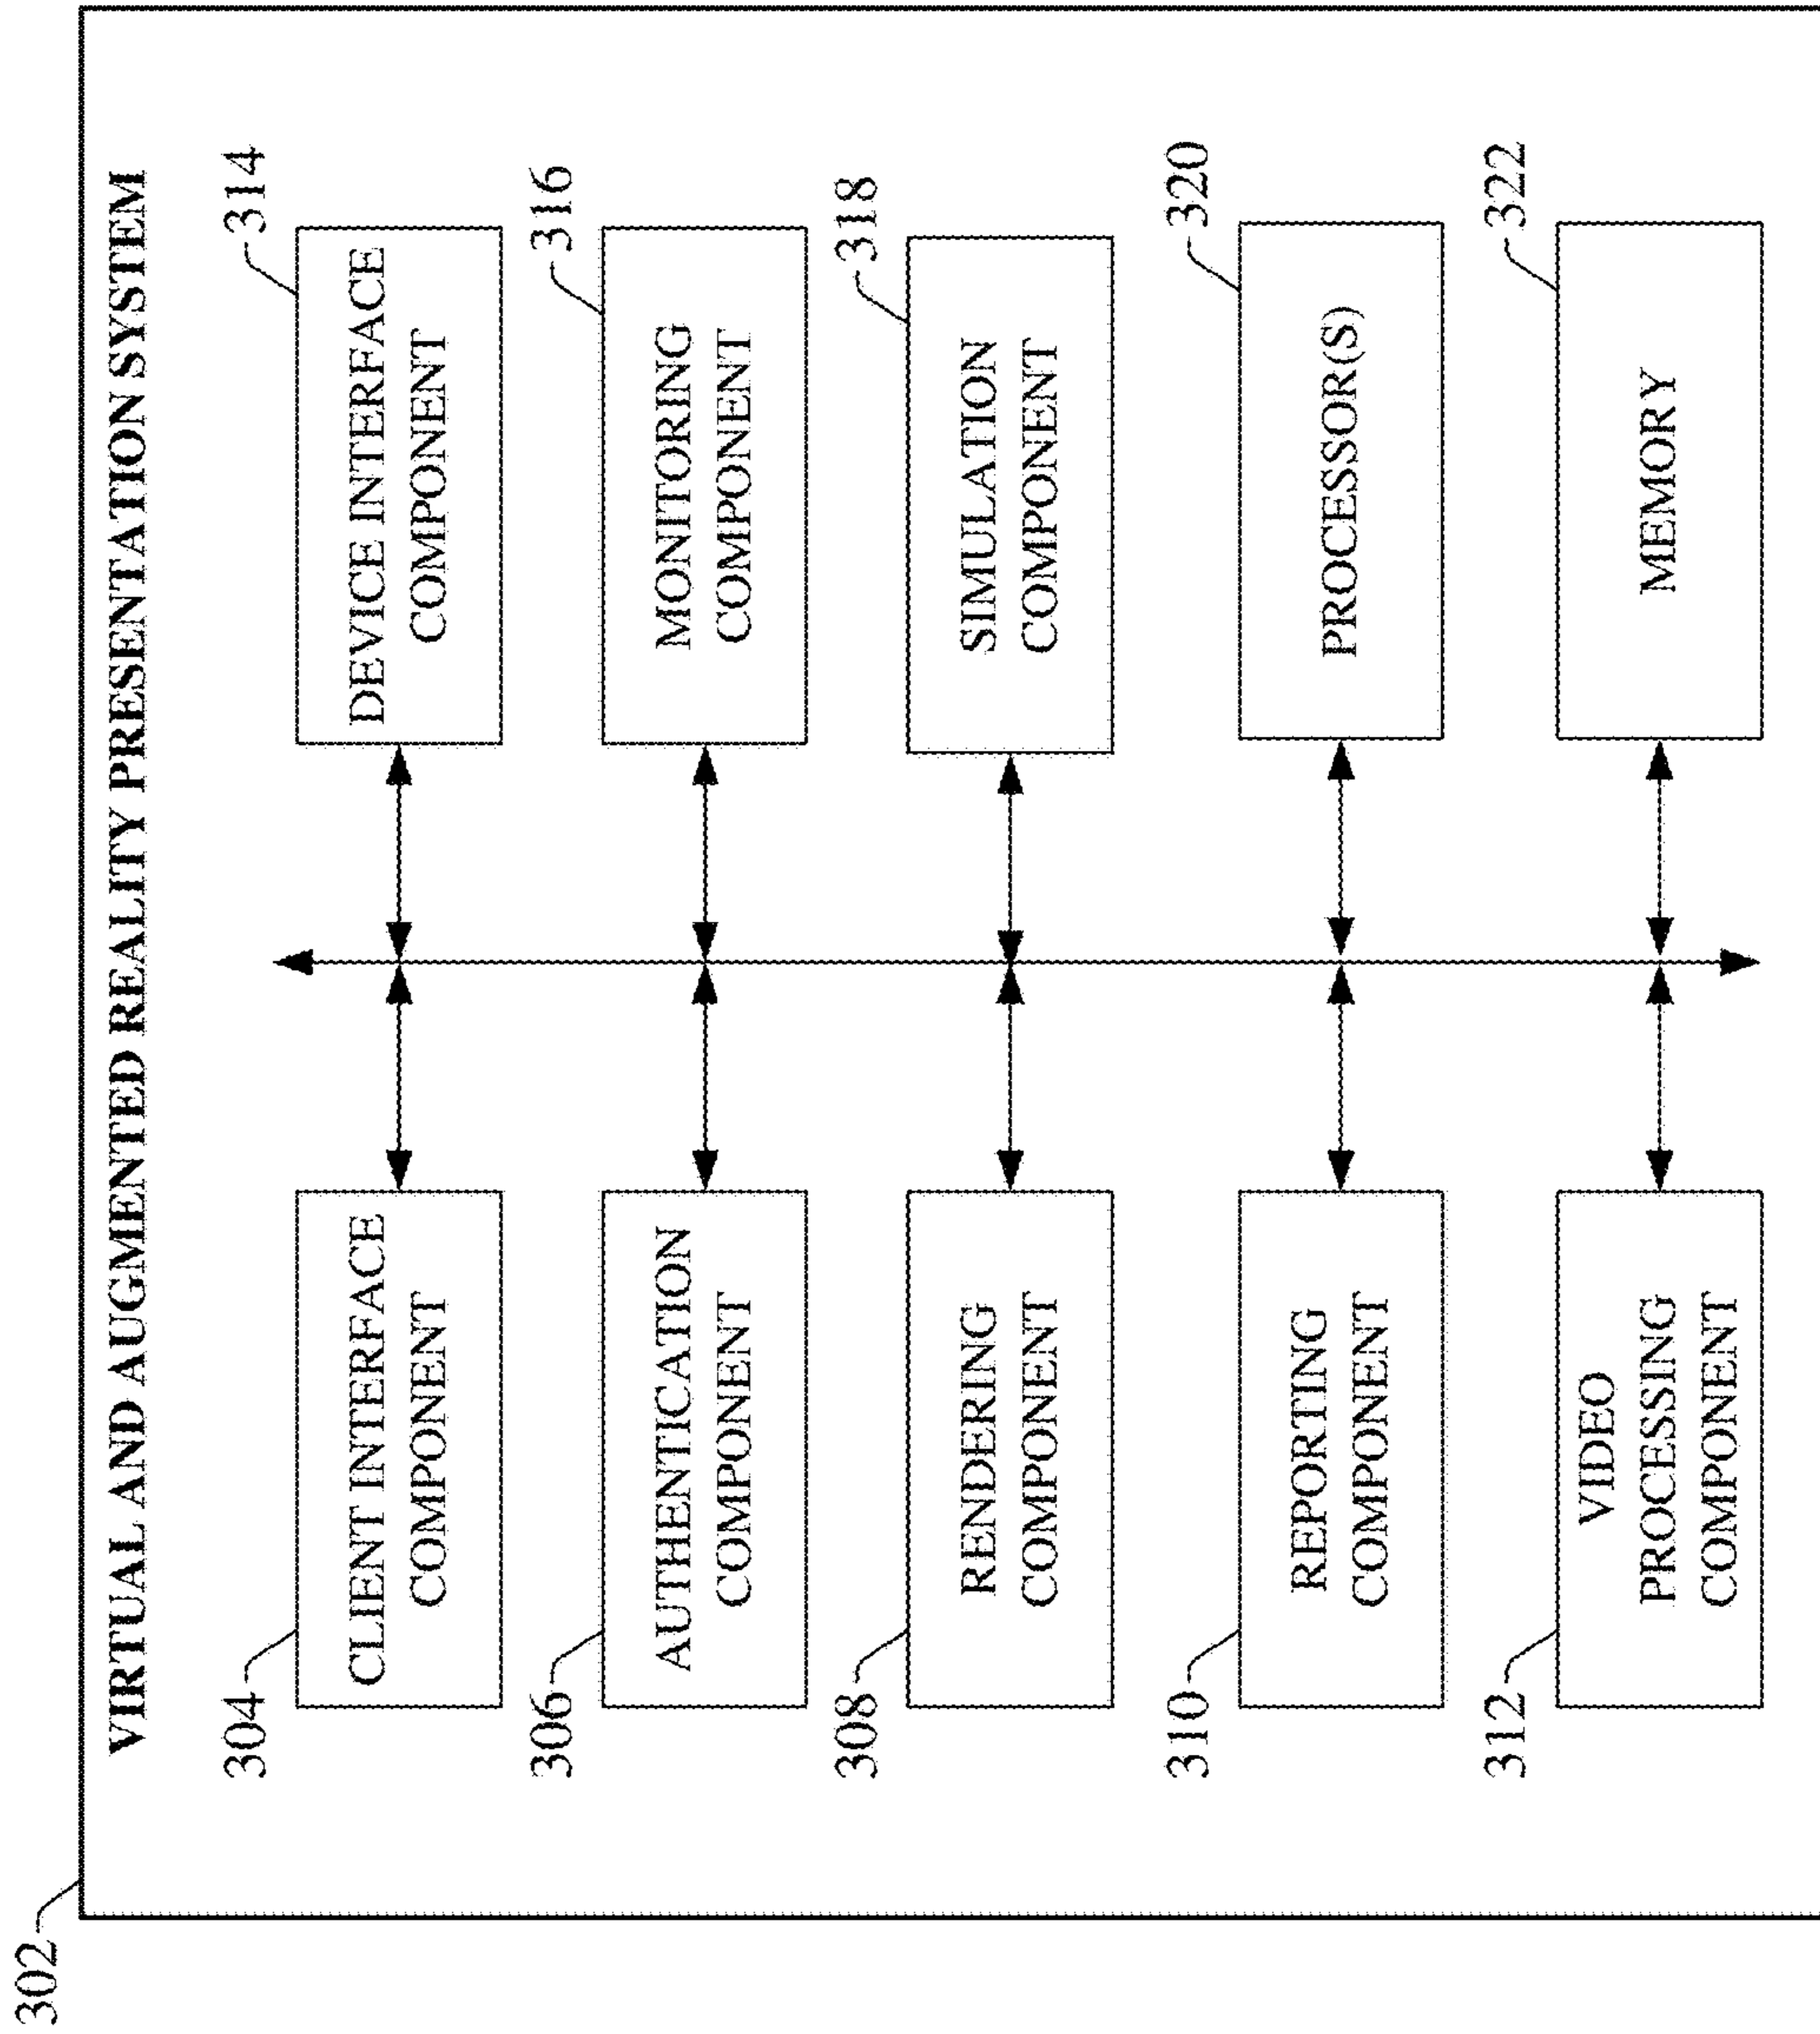 302
VIRTUAL AND AUGMENTED REALITY PRESENTATION SYSTEM
304
CLIENT INTERFACE
COMPONENT
306
AUTHENTICATION
COMPONENT
308
RENDERING
COMPONENT
310
REPORTING
COMPONENT
312
VIDEO
PROCESSING
COMPONENT
314
DEVICE INTERFACE
COMPONENT
316
MONITORING
COMPONENT
318
SIMULATION
COMPONENT
320
PROCESSOR(S)
322
MEMORY